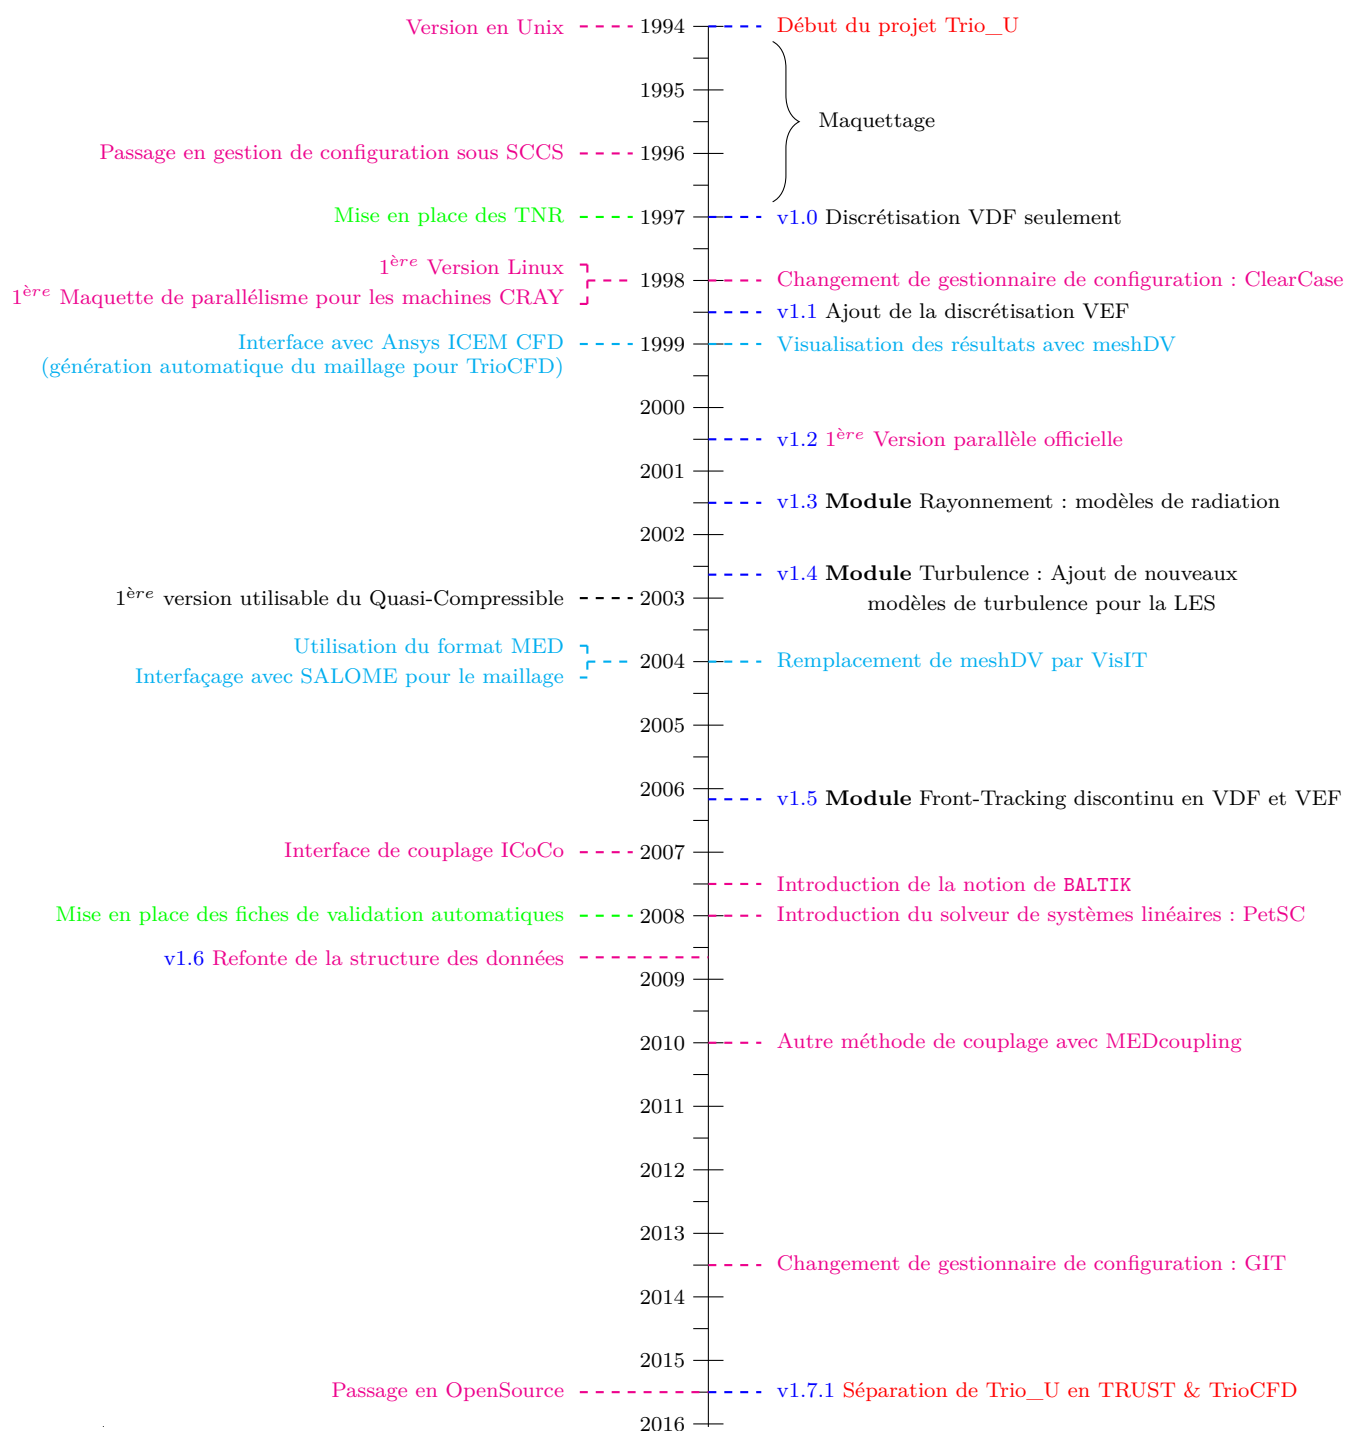 Version en Unix
1994
Début du projet Trio_U
1995
Maquettage
Passage en gestion de configuration sous SCCS
1996
Mise en place des TNR
1997
v1.0 Discrétisation VDF seulement
1ère Version Linux
1ère Maquette de parallélisme pour les machines CRAY
1998
Changement de gestionnaire de configuration : ClearCase
v1.1 Ajout de la discrétisation VEF
Interface avec Ansys ICEM CFD
(génération automatique du maillage pour TrioCFD)
1999
Visualisation des résultats avec meshDV
2000
v1.2 1ère Version parallèle officielle
2001
v1.3 Module Rayonnement : modèles de radiation
2002
v1.4 Module Turbulence : Ajout de nouveaux
modèles de turbulence pour la LES
1ère version utilisable du Quasi-Compressible
2003
Utilisation du format MED
Interfaçage avec SALOME pour le maillage
2004
Remplacement de meshDV par VisIT
2005
2006
v1.5 Module Front-Tracking discontinu en VDF et VEF
Interface de couplage ICoCo
2007
Introduction de la notion de BALTIK
Mise en place des fiches de validation automatiques
2008
Introduction du solveur de systèmes linéaires : PetSC
v1.6 Refonte de la structure des données
2009
2010
Autre méthode de couplage avec MEDcoupling
2011
2012
2013
Changement de gestionnaire de configuration : GIT
2014
2015
Passage en OpenSource
v1.7.1 Séparation de Trio_U en TRUST & TrioCFD
2016